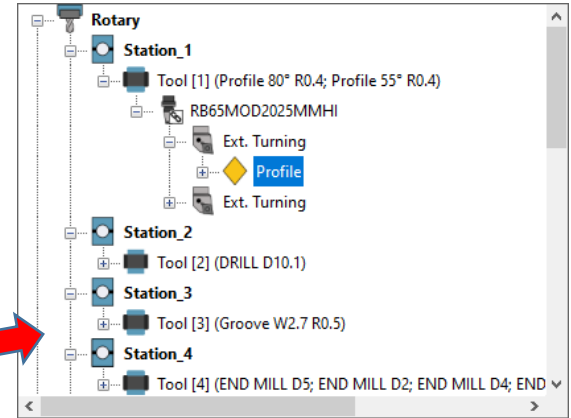 Rotary
Station_1
Tool [1] (Profile 80° R0.4; Profile 55° R0.4)
RB65MOD2025MMHI
Ext. Turning
Profile
Ext. Turning
Station_2
Tool [2] (DRILL D10.1)
Station_3
Tool [3] (Groove W2.7 R0.5)
Station_4
Tool [4] (END MILL D5; END MILL D2; END MILL D4; END